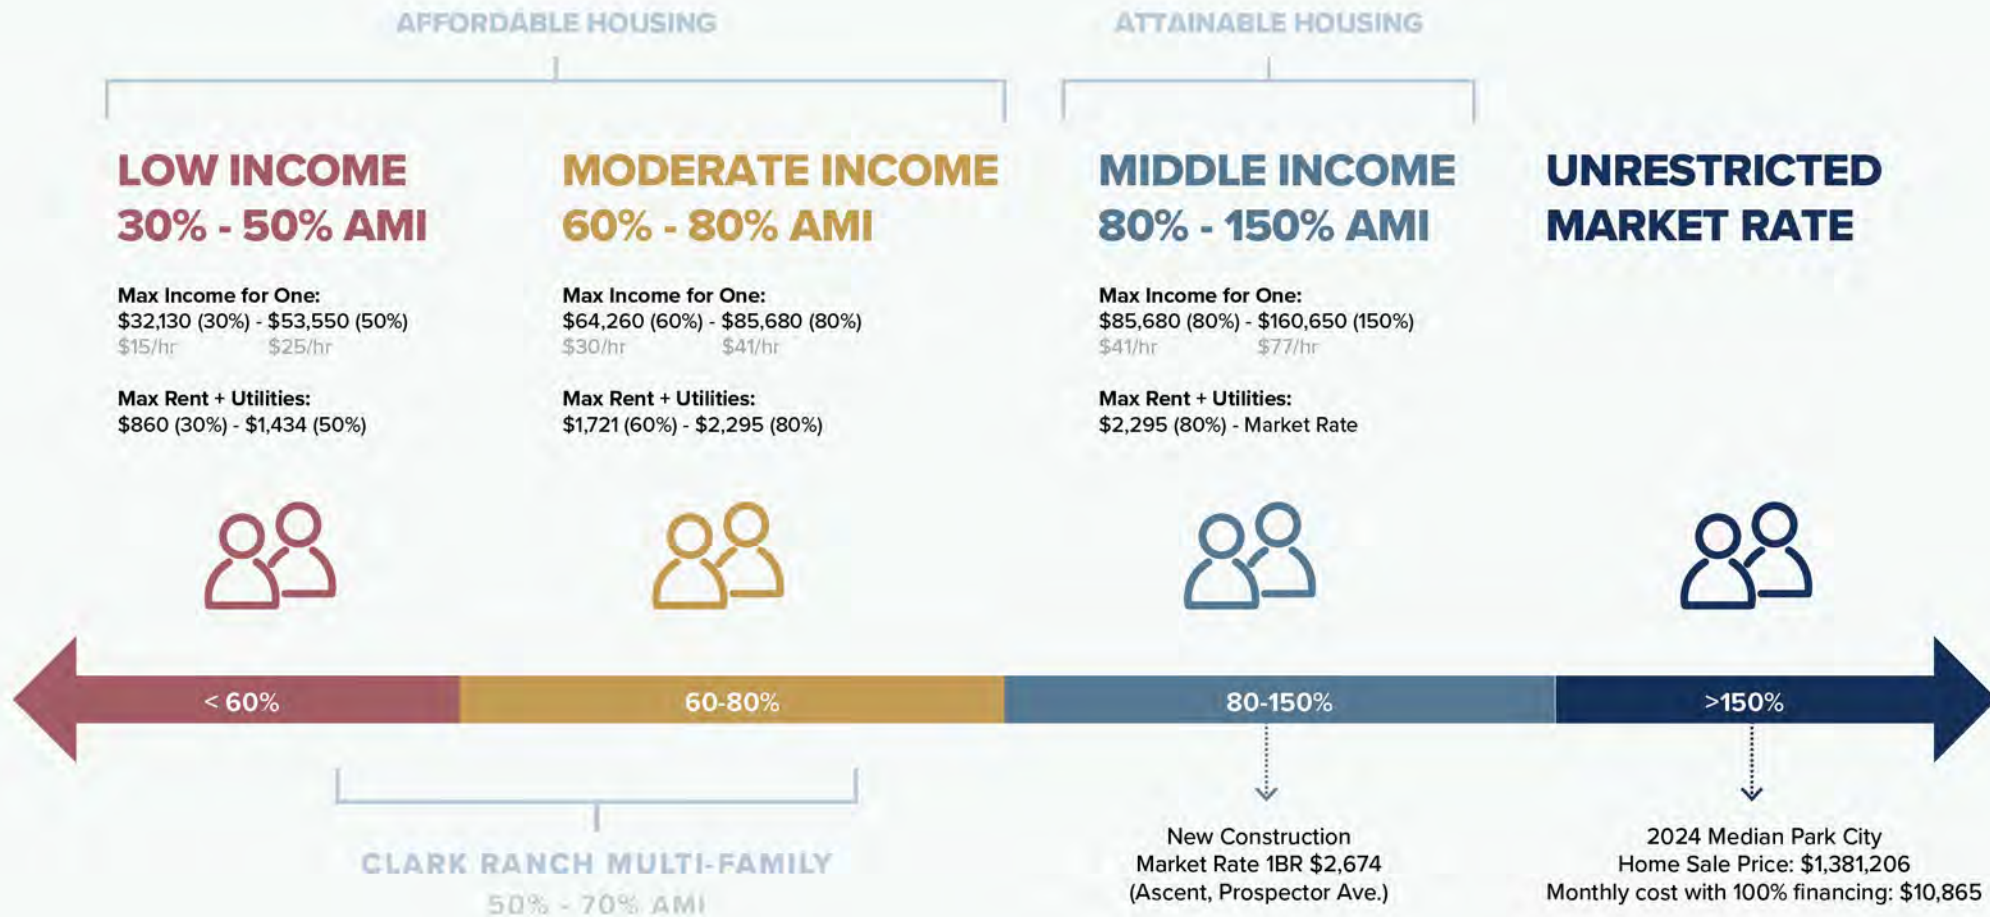 AFFORDABLE HOUSING
ATTAINABLE HOUSING
LOW INCOME
30% - 50% AMI
Max Income for One:
$32,130 (30%) - $53,550 (50%)
$15/hr $25/hr
Max Rent + Utilities:
$860 (30%) - $1,434 (50%)
MODERATE INCOME
60% - 80% AMI
Max Income for One:
$64,260 (60%) - $85,680 (80%)
$30/hr $41/hr
Max Rent + Utilities:
$1,721 (60%) - $2,295 (80%)
MIDDLE INCOME
80% - 150% AMI
Max Income for One:
$85,680 (80%) - $160,650 (150%)
$41/hr $77/hr
Max Rent + Utilities:
$2,295 (80%) - Market Rate
UNRESTRICTED
MARKET RATE
< 60%
60-80%
80-150%
>150%
CLARK RANCH MULTI-FAMILY
50% - 70% AMI
New Construction
Market Rate 1BR $2,674
(Ascent, Prospector Ave.)
2024 Median Park City
Home Sale Price: $1,381,206
Monthly cost with 100% financing: $10,865